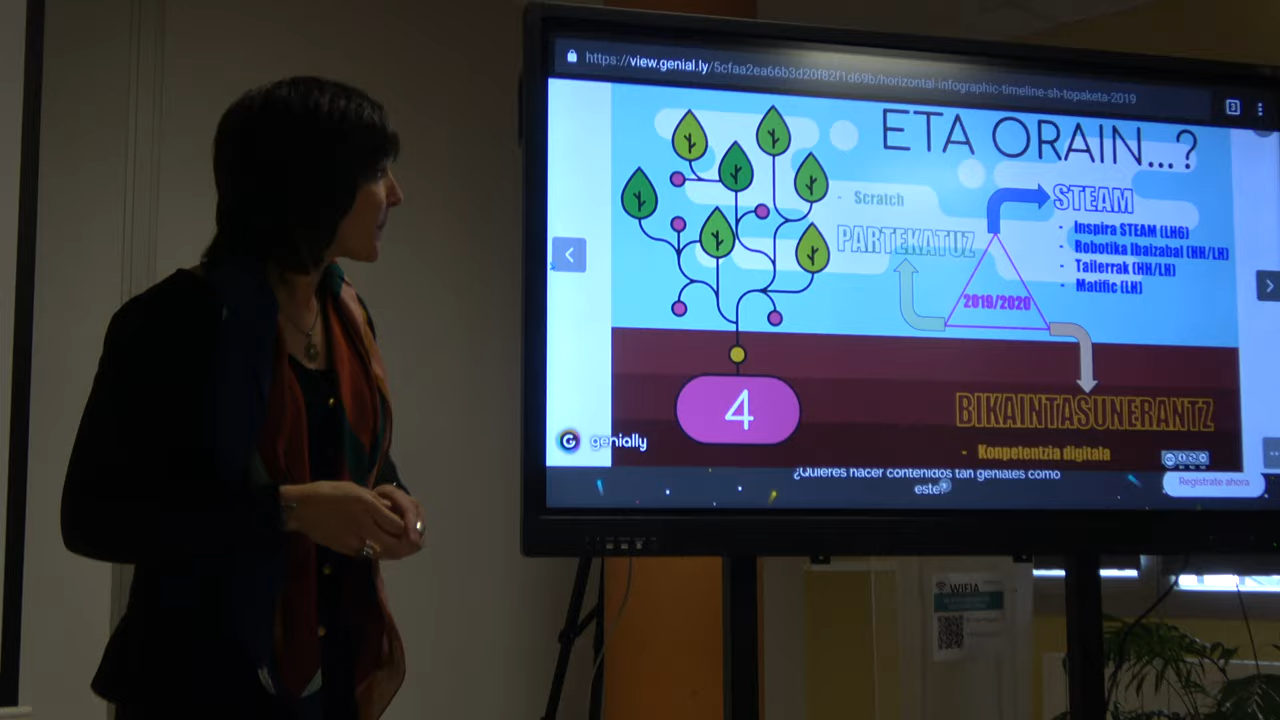 https://view.genial.ly/5cfaa2ea66b3d20f82f1d69b/horizontal-infographic-timeline-sh-topaketa-2019
3
ETA ORAIN...?
- Scratch
PARTEKATUZ
STEAM
- Inspira STEAM (LH6)
- Robotika Ibaizabal (HH/LH)
- Tailerrak (HH/LH)
- Matific (LH)
2019/2020
4
BIKAINTASUNERANTZ
- Konpetentzia digitala
genially
¿Quieres hacer contenidos tan geniales como
este?
Regístrate ahora
WIFIA